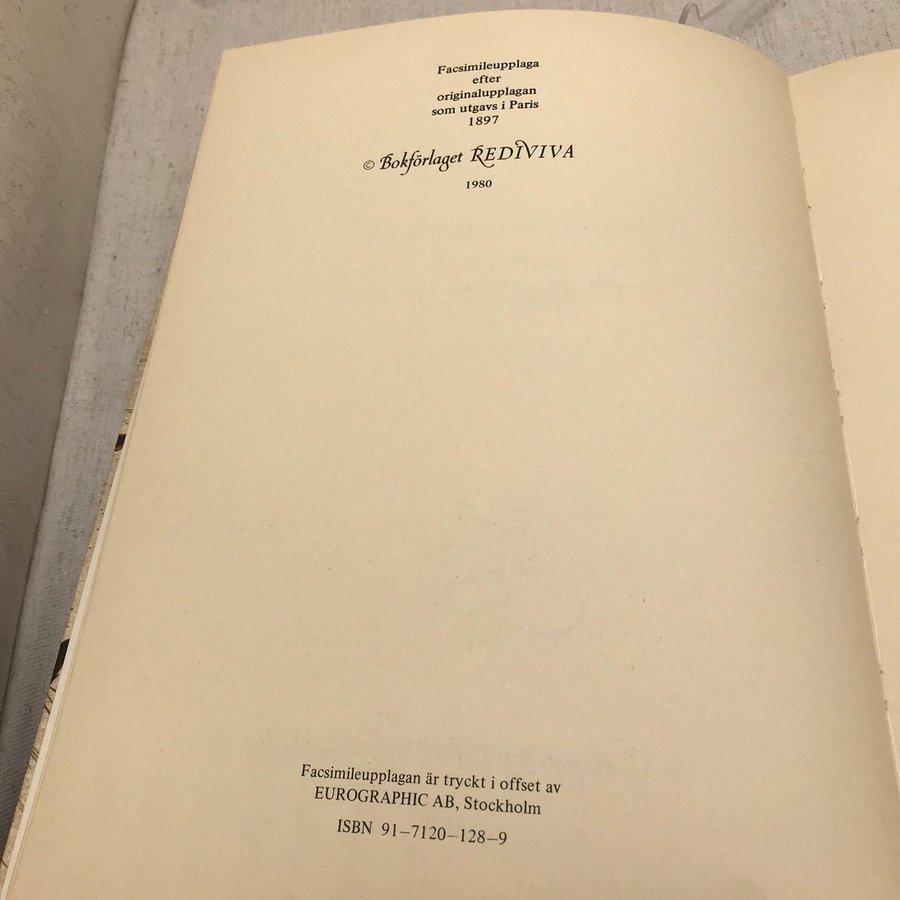 Facsimileupplaga
efter
originalupplagan
som utgavs i Paris
1897
© Bokförlaget REDIVIVA
1980
Facsimileupplagan är tryckt i offset av
EUROGRAPHIC AB, Stockholm
ISBN 91–7120–128–9